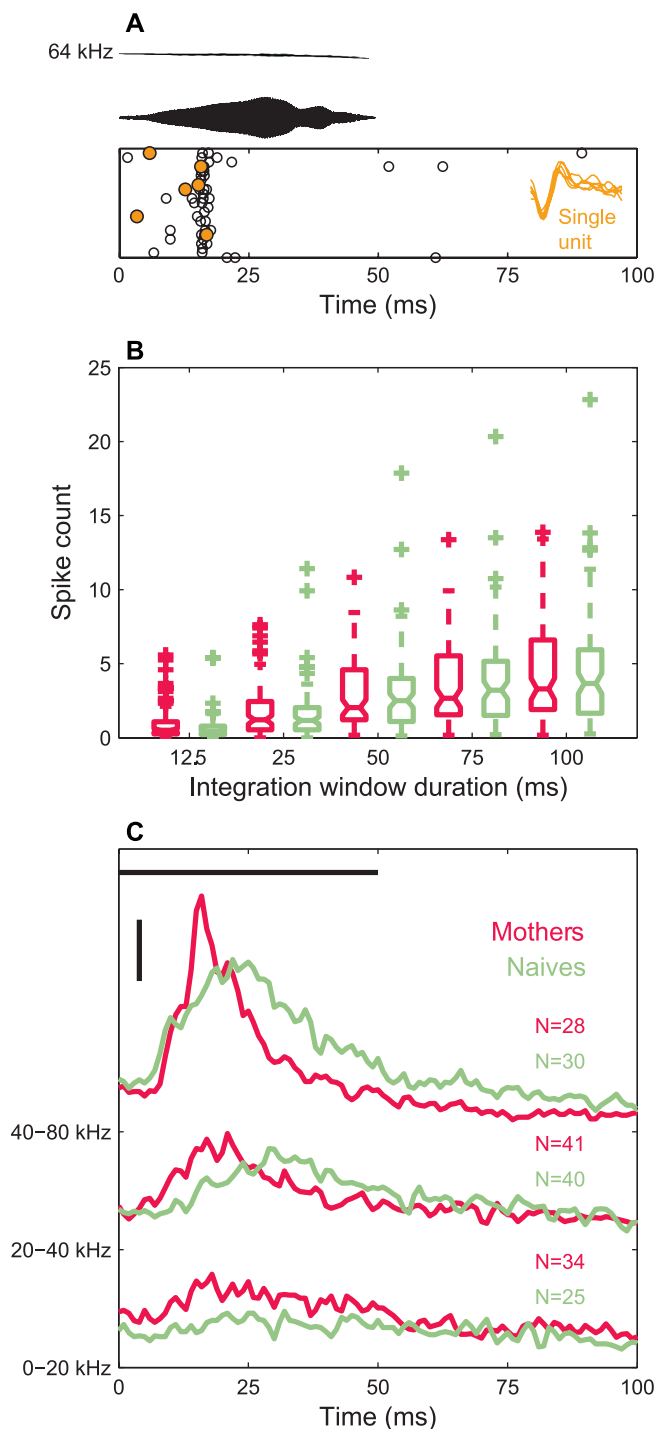 A
64 kHz
Single
unit
0 25 50 75 100
Time (ms)
B
25
20
15
10
5
0
Spike count
12.5 25 50 75 100
Integration window duration (ms)
C
Mothers
Naives
N=28
N=30
40–80 kHz
N=41
N=40
20–40 kHz
N=34
N=25
0–20 kHz
0 25 50 75 100
Time (ms)